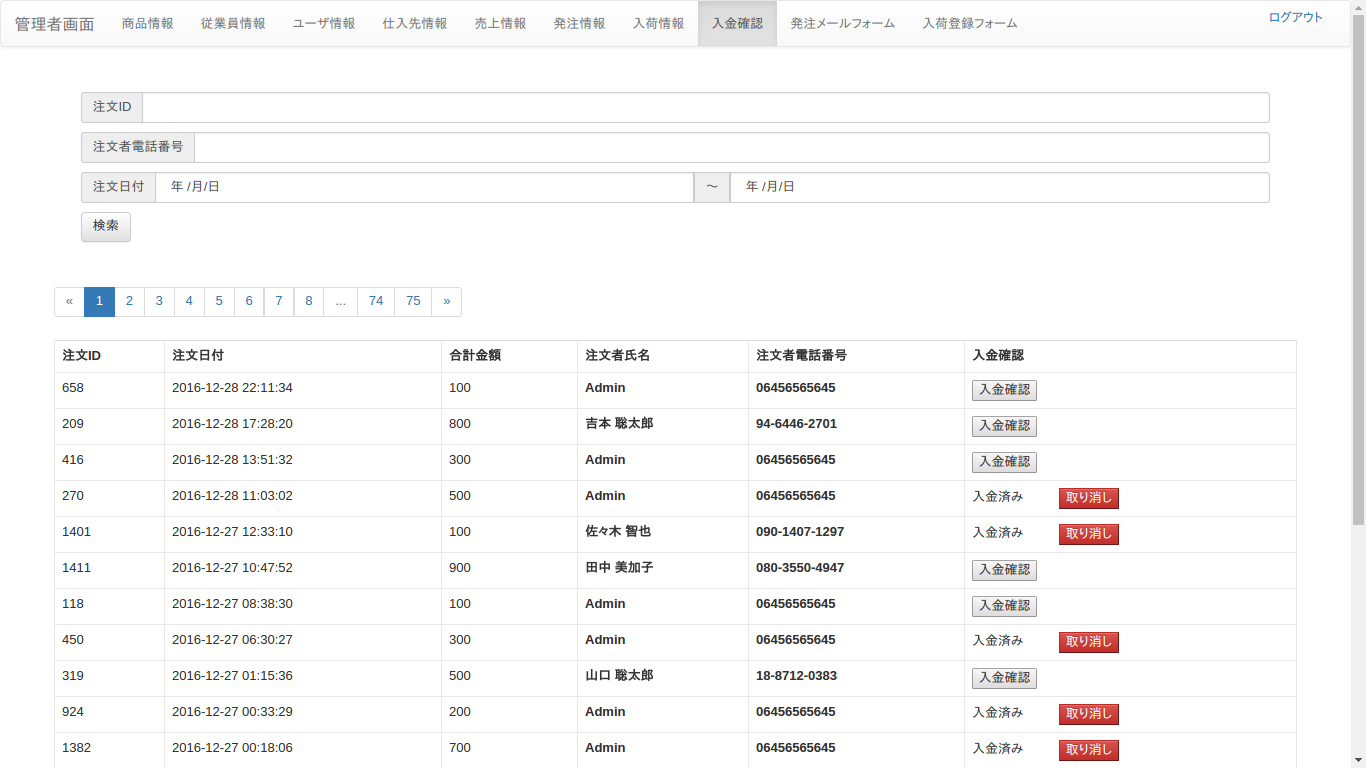 管理者画面 商品情報 従業員情報 ユーザ情報 仕入先情報 売上情報 発注情報 入荷情報 入金確認 発注メールフォーム 入荷登録フォーム ログアウト
注文ID
注文者電話番号
注文日付 年 /月/日 ～ 年 /月/日
検索
« 1 2 3 4 5 6 7 8 ... 74 75 »
注文ID 注文日付 合計金額 注文者氏名 注文者電話番号 入金確認
658 2016-12-28 22:11:34 100 Admin 06456565645 入金確認
209 2016-12-28 17:28:20 800 吉本 聡太郎 94-6446-2701 入金確認
416 2016-12-28 13:51:32 300 Admin 06456565645 入金確認
270 2016-12-28 11:03:02 500 Admin 06456565645 入金済み 取り消し
1401 2016-12-27 12:33:10 100 佐々木 智也 090-1407-1297 入金済み 取り消し
1411 2016-12-27 10:47:52 900 田中 美加子 080-3550-4947 入金確認
118 2016-12-27 08:38:30 100 Admin 06456565645 入金確認
450 2016-12-27 06:30:27 300 Admin 06456565645 入金済み 取り消し
319 2016-12-27 01:15:36 500 山口 聡太郎 18-8712-0383 入金確認
924 2016-12-27 00:33:29 200 Admin 06456565645 入金済み 取り消し
1382 2016-12-27 00:18:06 700 Admin 06456565645 入金済み 取り消し